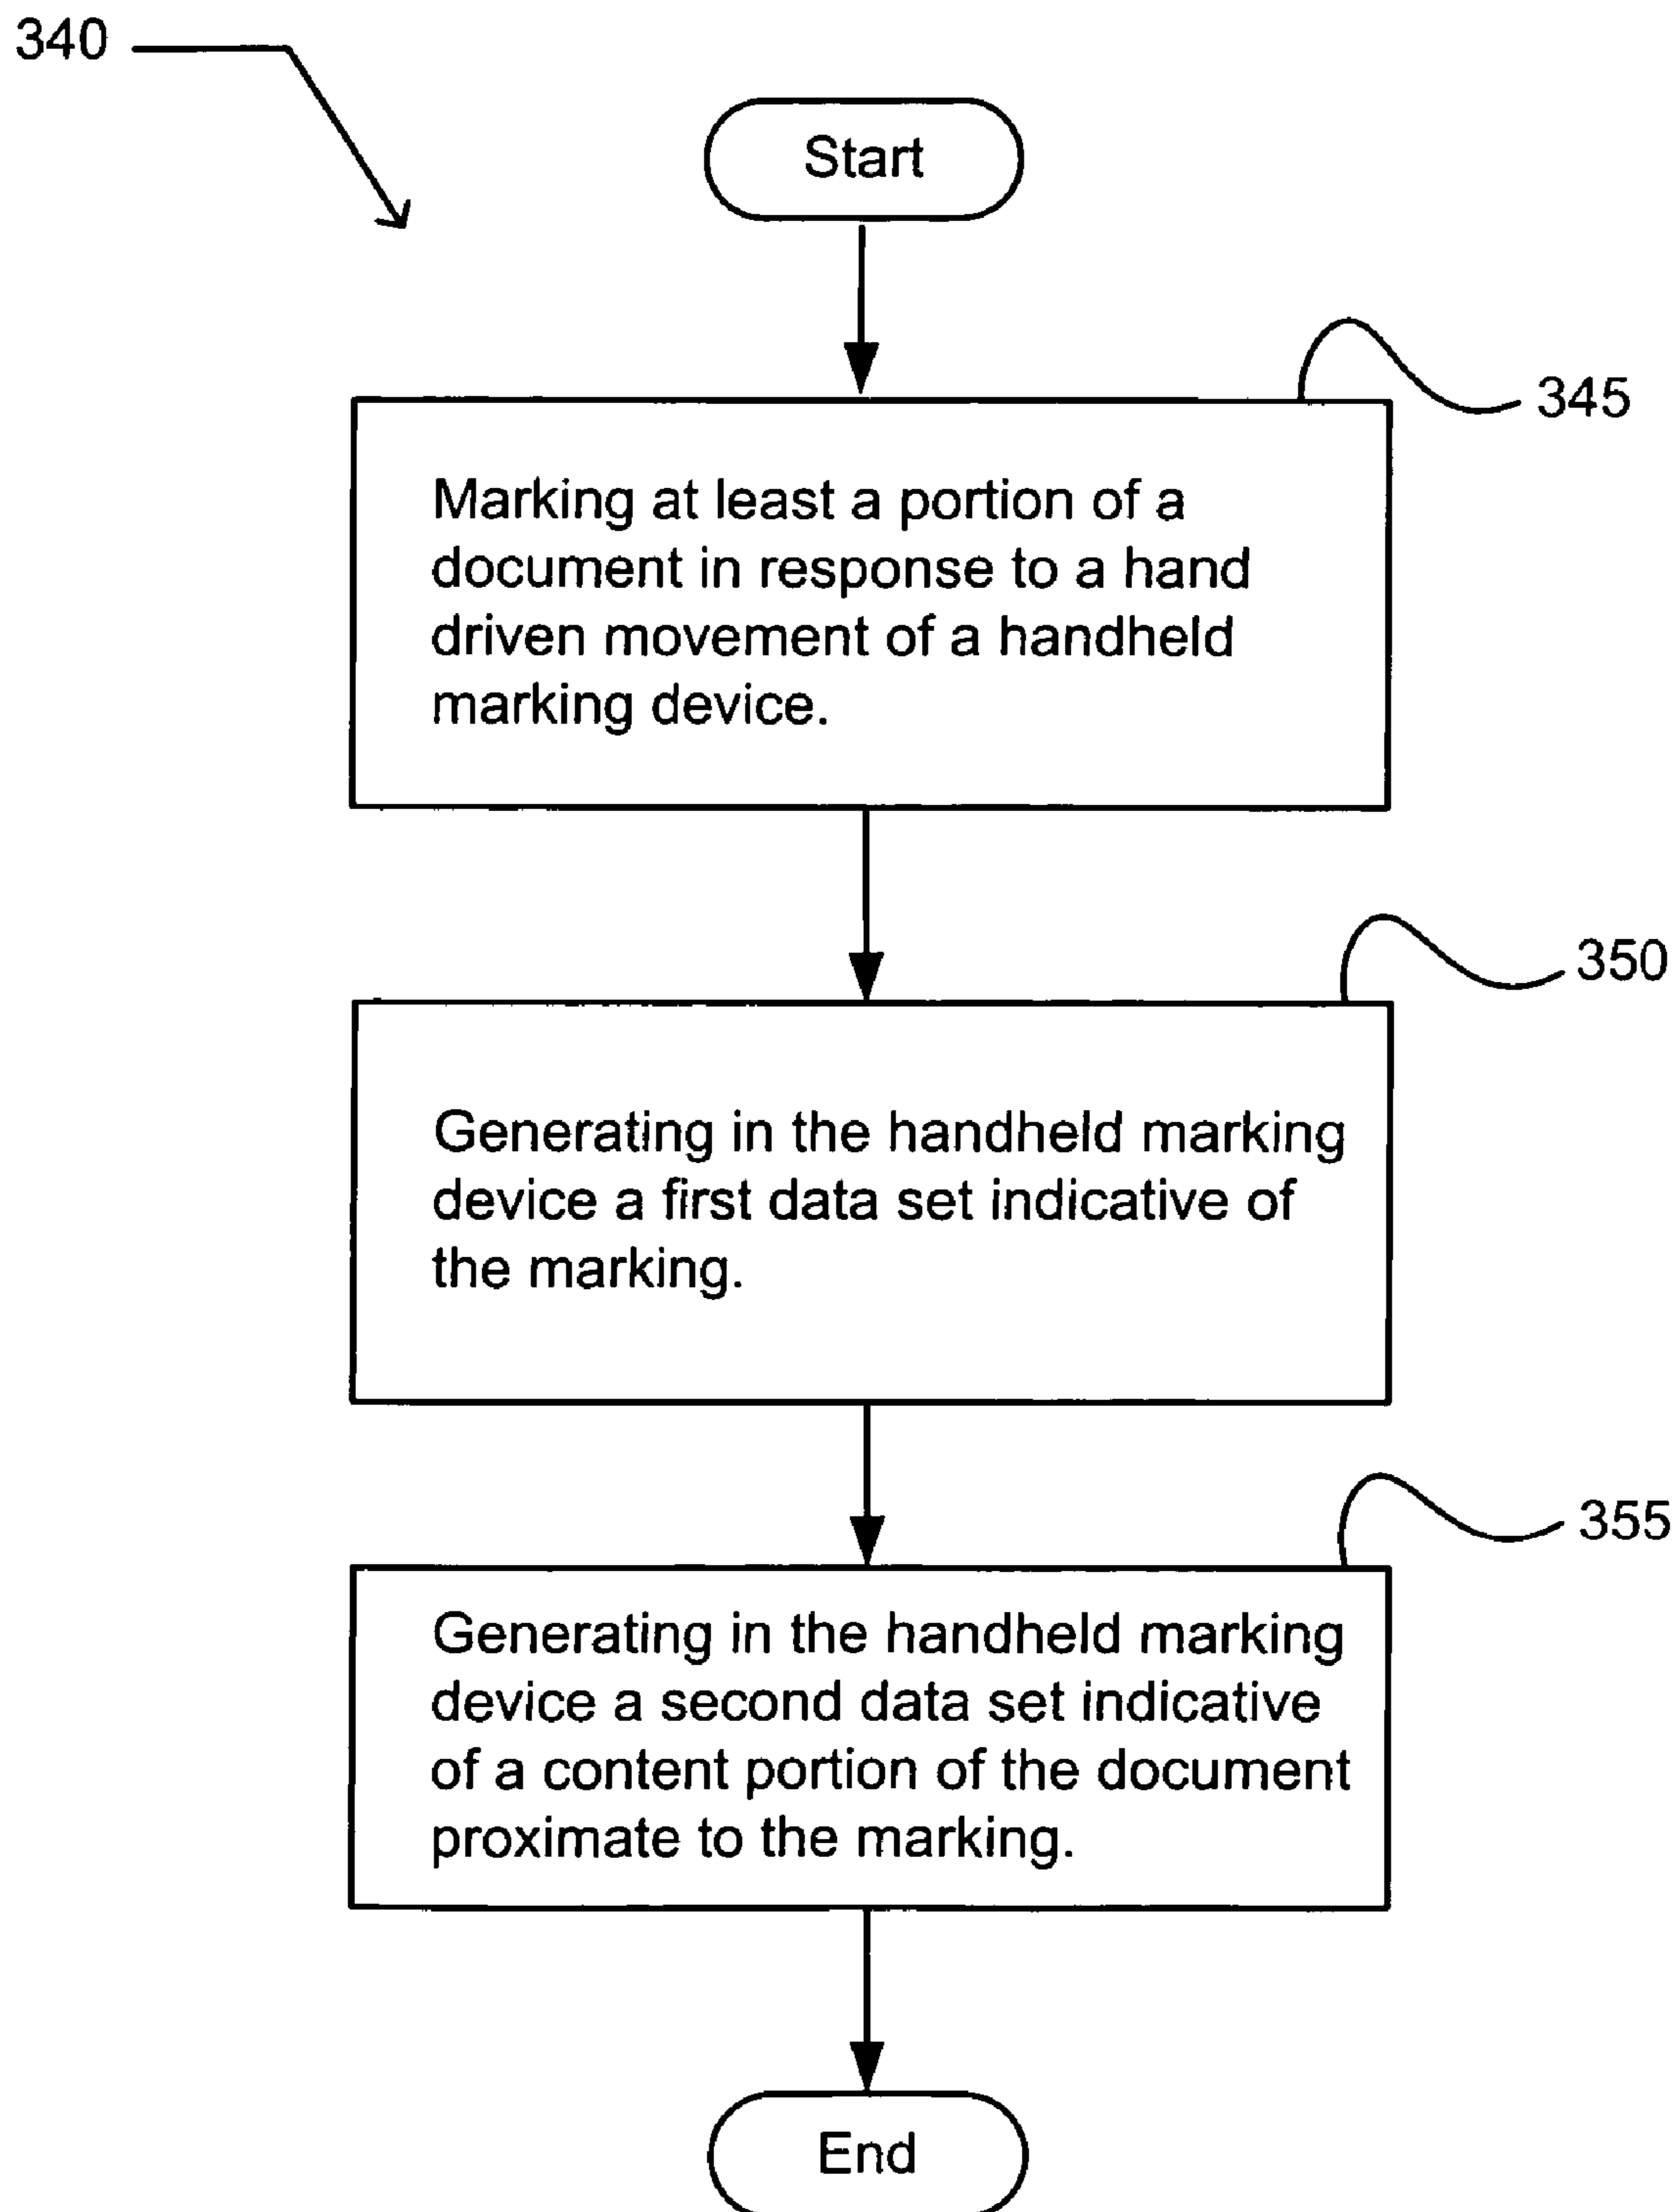 340
Start
345
Marking at least a portion of a
document in response to a hand
driven movement of a handheld
marking device.
350
Generating in the handheld marking
device a first data set indicative of
the marking.
355
Generating in the handheld marking
device a second data set indicative
of a content portion of the document
proximate to the marking.
End